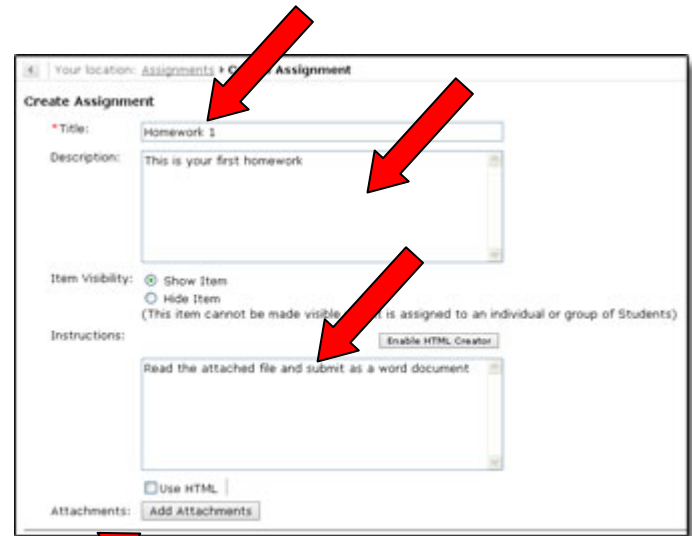 Your location: Assignments › C Assignment
Create Assignment
*Title: Homework 1
Description: This is your first homework
Item Visibility: Show Item
Hide Item
(This item cannot be made visible is assigned to an individual or group of Students)
Instructions: Enable HTML Creator
Read the attached file and submit as a word document
Use HTML
Attachments: Add Attachments